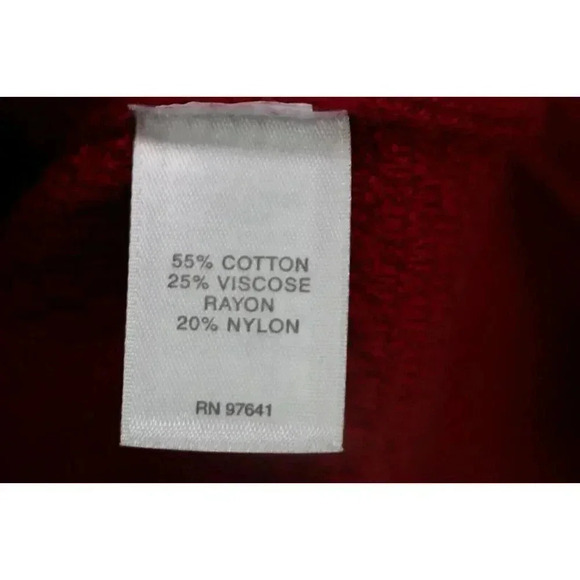 55% COTTON
25% VISCOSE
RAYON
20% NYLON
RN 97641